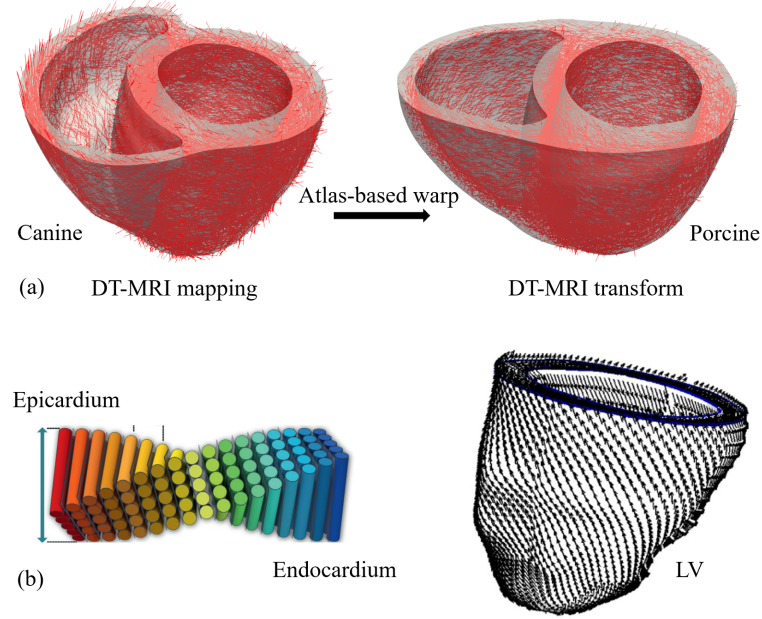 Atlas-based warp
Canine
Porcine
(a)
DT-MRI mapping
DT-MRI transform
Epicardium
Endocardium
(b)
LV